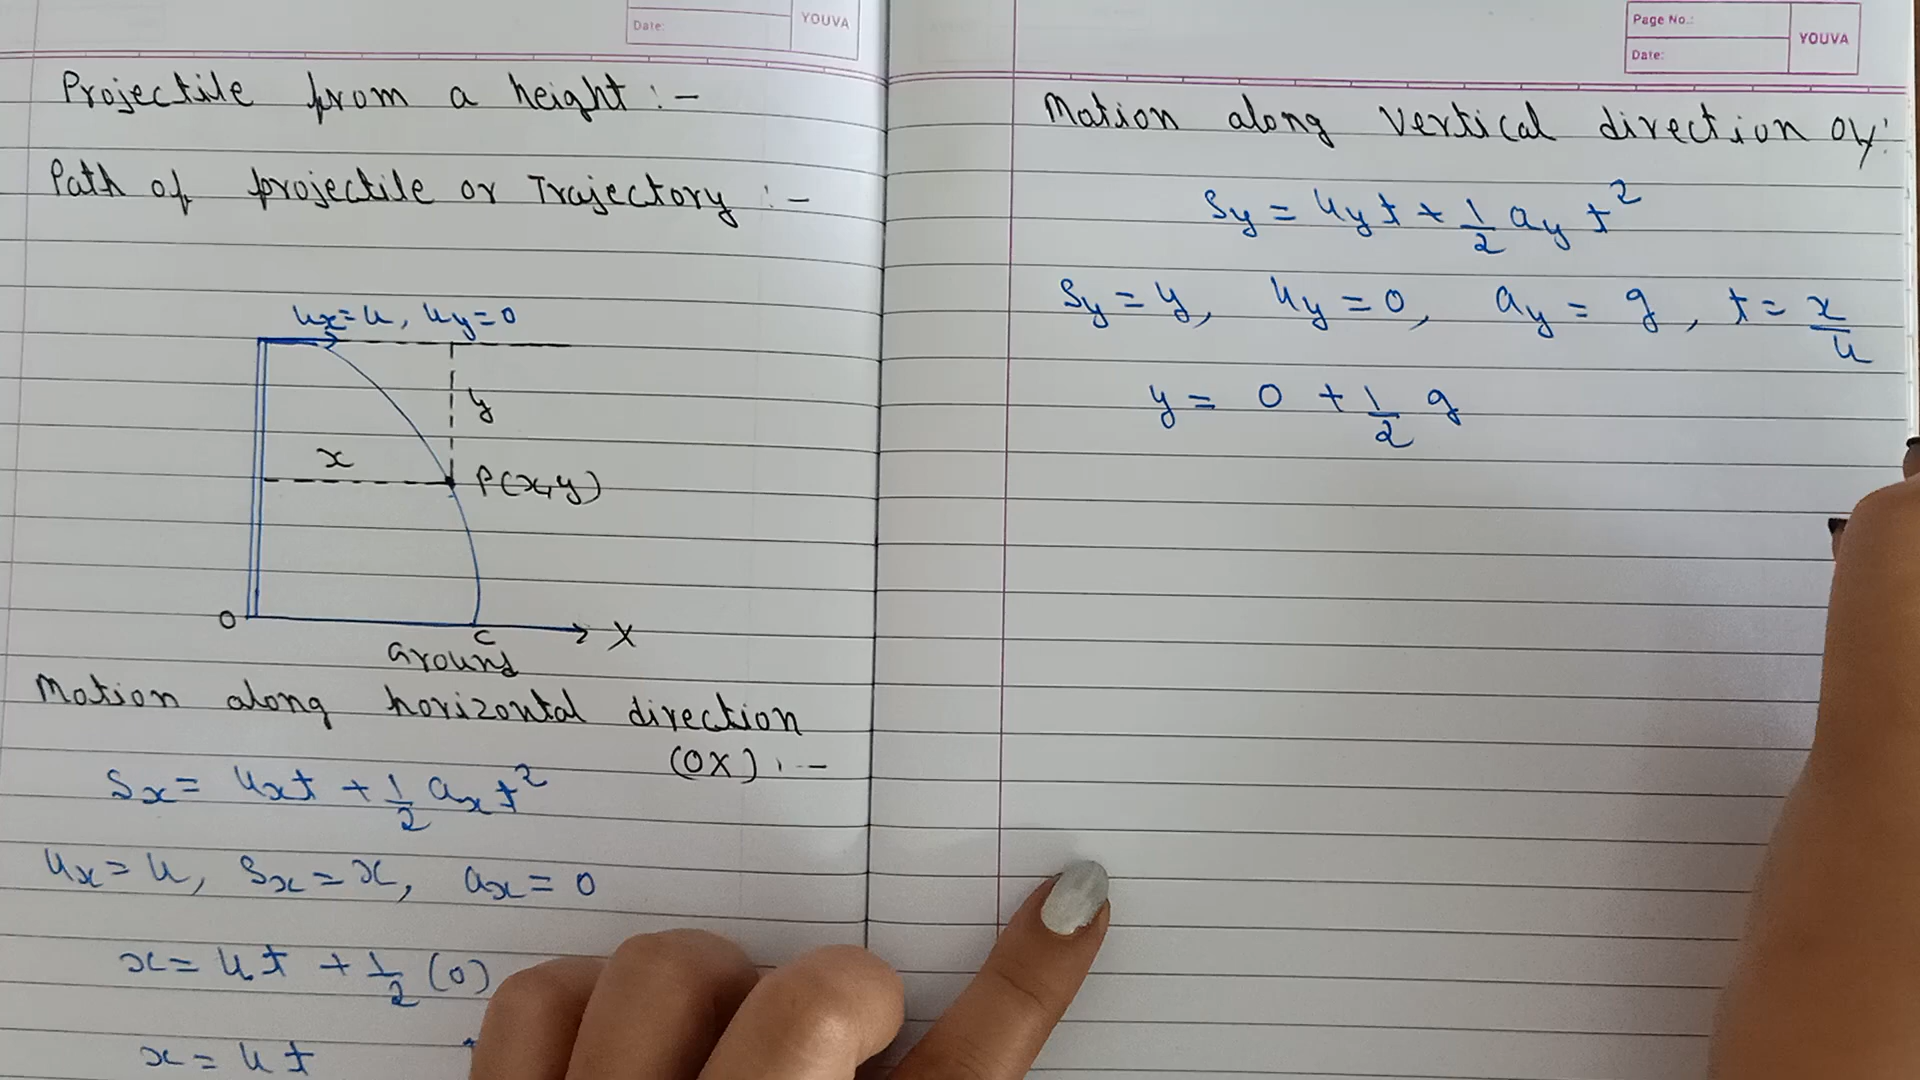 Date:
YOUVA
Projectile from a height :-
Path of projectile or Trajectory :-
ux=u, uy=0
y
x
P(x,y)
O
C
X
Ground
Motion along horizontal direction
(OX) :-
Sx = uxt + 1/2 axt²
ux = u, Sx = x, ax = 0
x = ut + 1/2 (0)
x = ut
Page No.:
Date:
YOUVA
Motion along vertical direction OY:
Sy = uyt + 1/2 ay t²
Sy = y, uy = 0, ay = g, t = x/u
y = 0 + 1/2 g